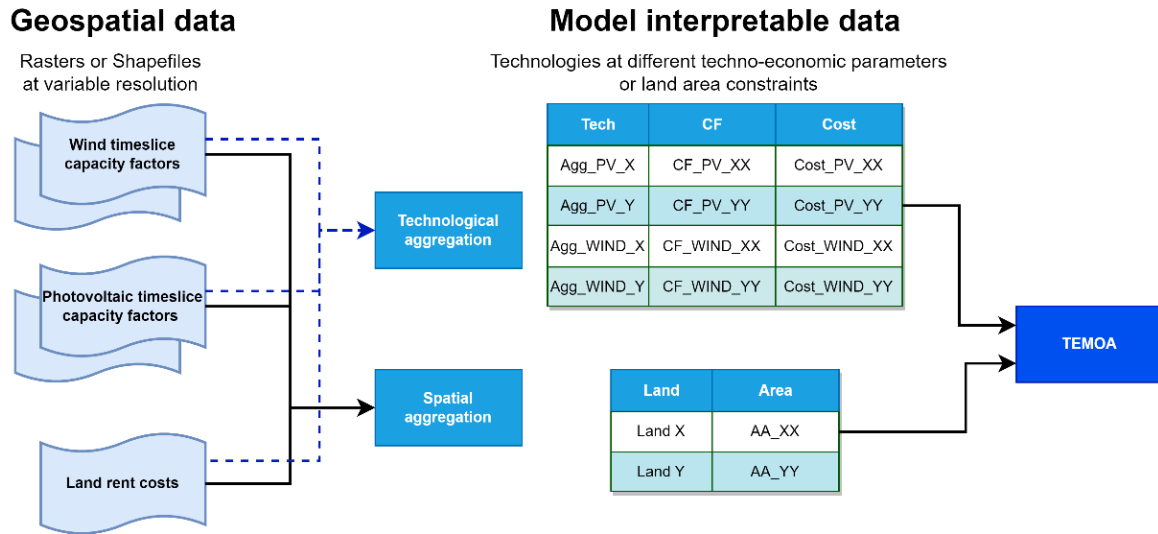 Geospatial data
Rasters or Shapefiles
at variable resolution
Wind timeslice
capacity factors
Photovoltaic timeslice
capacity factors
Land rent costs
Technological
aggregation
Spatial
aggregation
Model interpretable data
Technologies at different techno-economic parameters
or land area constraints
Tech CF Cost
Agg_PV_X CF_PV_XX Cost_PV_XX
Agg_PV_Y CF_PV_YY Cost_PV_YY
Agg_WIND_X CF_WIND_XX Cost_WIND_XX
Agg_WIND_Y CF_WIND_YY Cost_WIND_YY
Land Area
Land X AA_XX
Land Y AA_YY
TEMOA